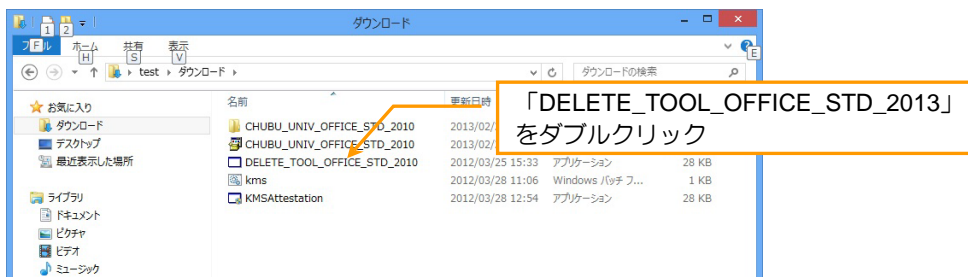 ダウンロード
1 2
ファイル ホーム 共有 表示
F H S V E
test ダウンロード ダウンロードの検索
「DELETE_TOOL_OFFICE_STD_2013」
をダブルクリック
お気に入り
ダウンロード
デスクトップ
最近表示した場所
ライブラリ
ドキュメント
ピクチャ
ビデオ
ミュージック
名前 更新日時
CHUBU_UNIV_OFFICE_STD_2010 2013/02/
CHUBU_UNIV_OFFICE_STD_2010 2013/02/
DELETE_TOOL_OFFICE_STD_2010 2012/03/25 15:33 アプリケーション 28 KB
kms 2012/03/28 11:06 Windows バッチ フ... 1 KB
KMSAttestation 2012/03/28 12:54 アプリケーション 28 KB